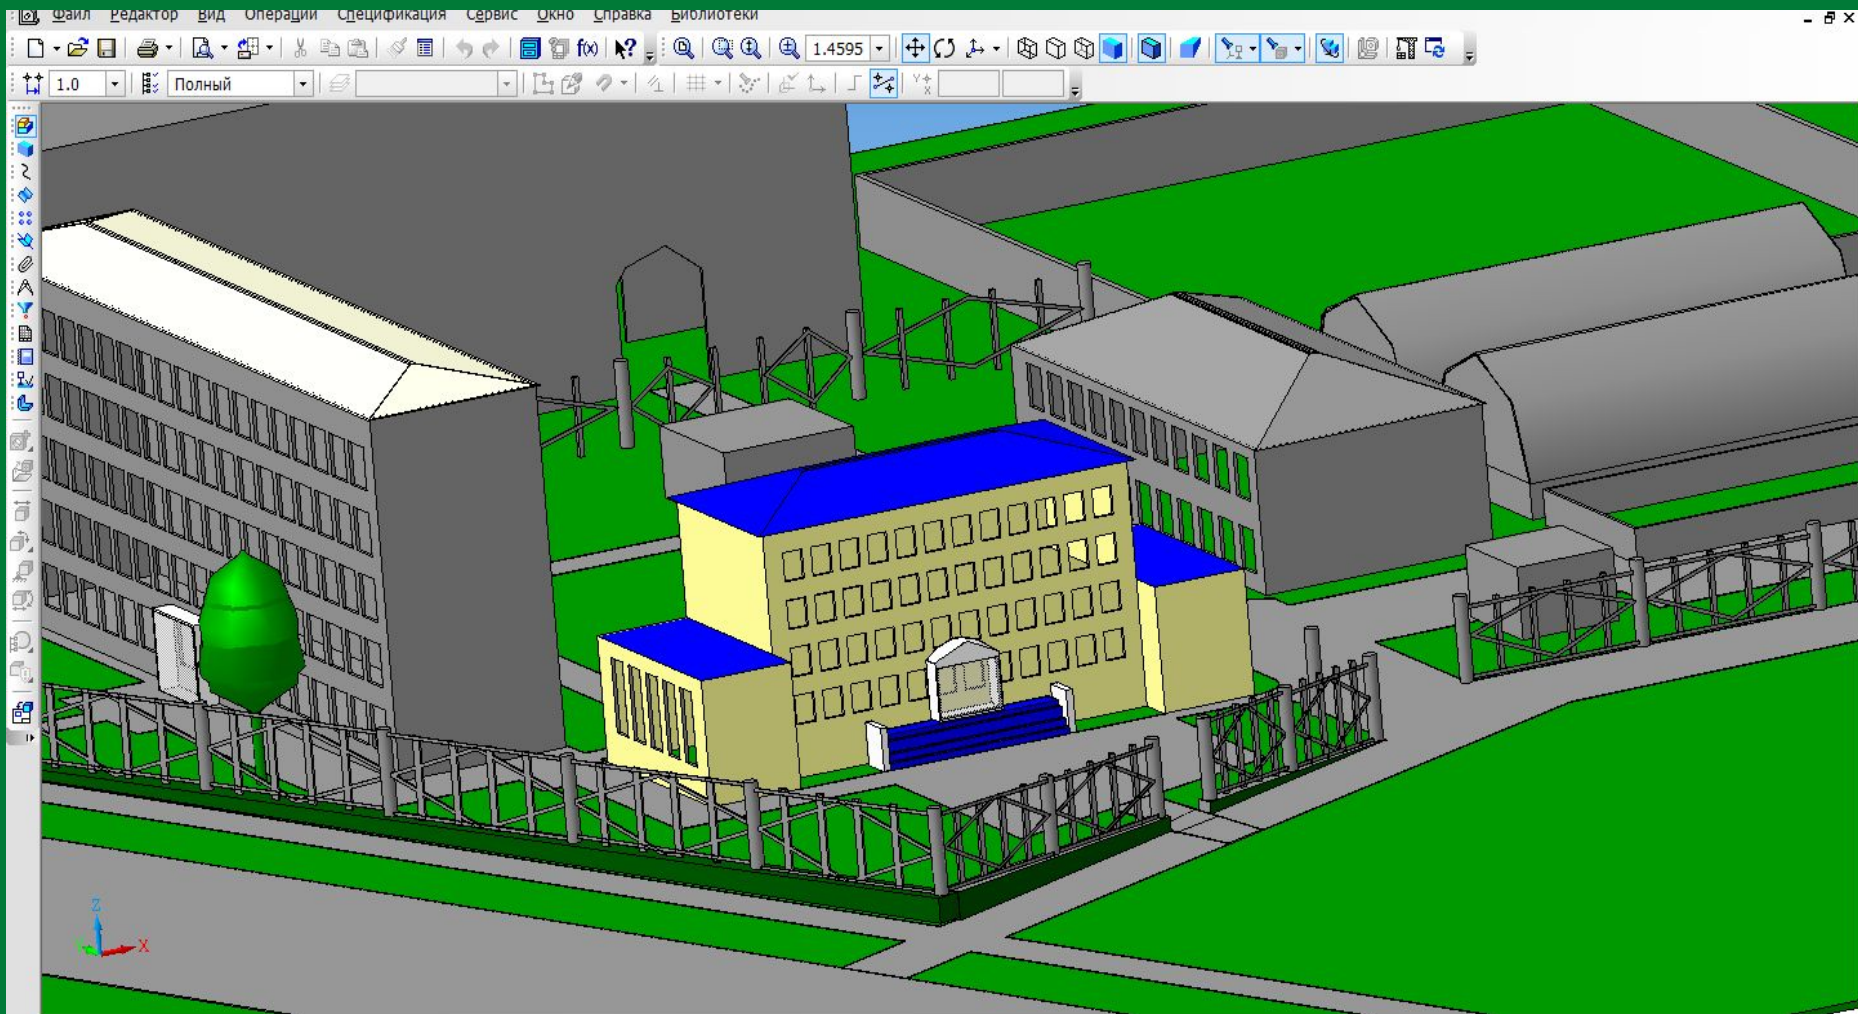 Файл Редактор Вид Операции Спецификация Сервис Окно Справка Библиотеки
f(x) 1.4595
1.0 Полный
Z
X